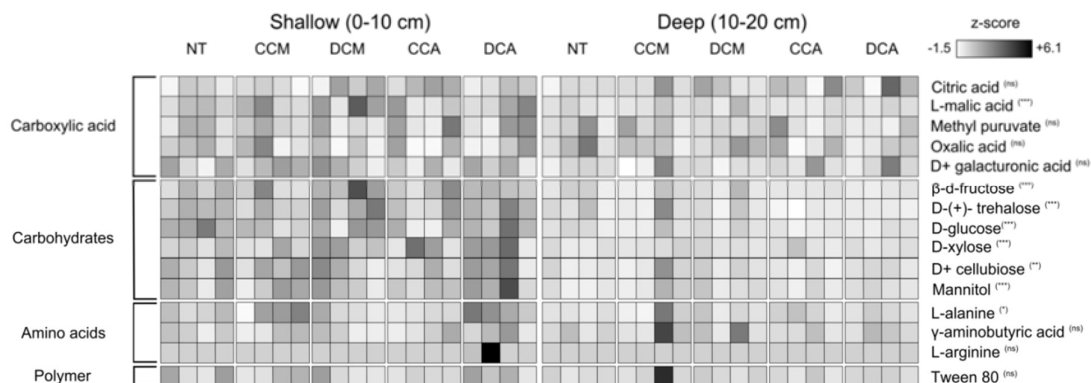 Shallow (0-10 cm) Deep (10-20 cm) z-score
-1.5 +6.1
NT CCM DCM CCA DCA NT CCM DCM CCA DCA
Carboxylic acid
Citric acid (ns)
L-malic acid (***)
Methyl puruvate (ns)
Oxalic acid (ns)
D+ galacturonic acid (ns)
Carbohydrates
β-d-fructose (***)
D-(+)- trehalose (***)
D-glucose(***)
D-xylose (***)
D+ cellubiose (**)
Mannitol (***)
Amino acids
L-alanine (*)
γ-aminobutyric acid (ns)
L-arginine (ns)
Polymer
Tween 80 (ns)